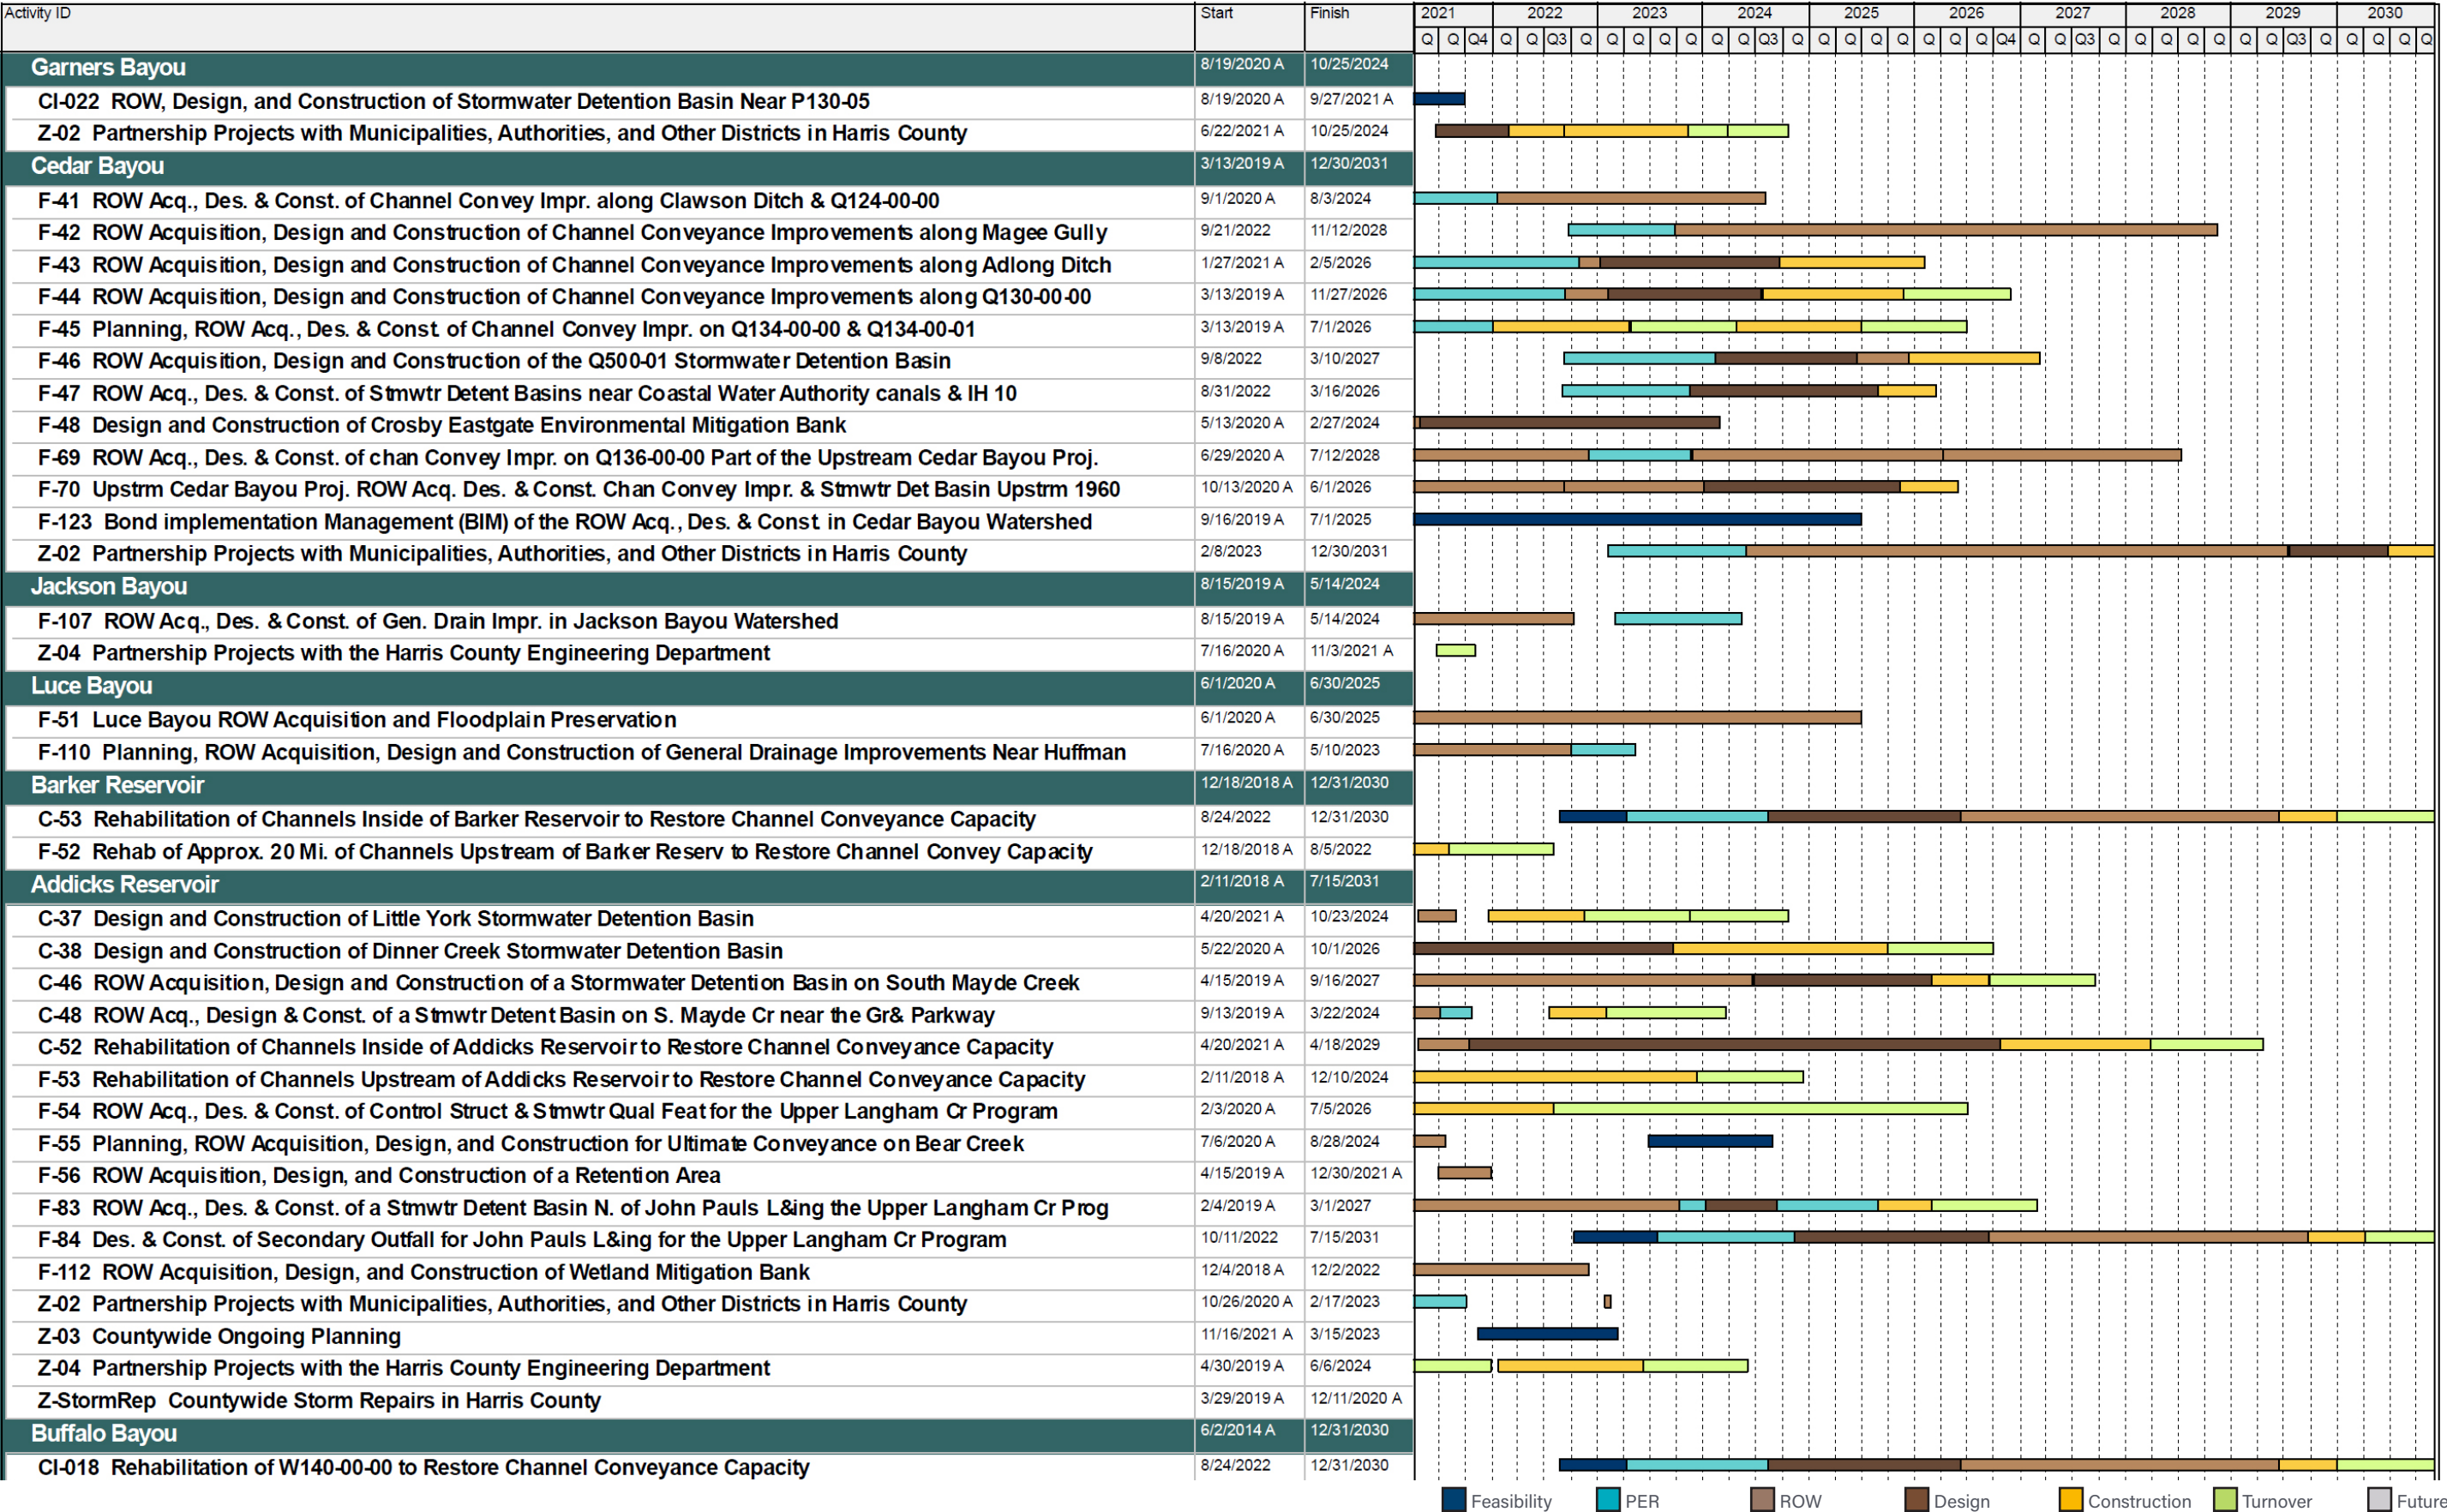 Activity ID Start Finish 2021 2022 2023 2024 2025 2026 2027 2028 2029 2030
Q Q Q4 Q Q Q3 Q Q Q Q Q Q Q Q3 Q Q Q Q Q Q Q Q Q4 Q Q Q3 Q Q Q Q Q Q Q Q3 Q Q Q Q Q
Garners Bayou 8/19/2020 A 10/25/2024
CI-022 ROW, Design, and Construction of Stormwater Detention Basin Near P130-05 8/19/2020 A 9/27/2021 A
Z-02 Partnership Projects with Municipalities, Authorities, and Other Districts in Harris County 6/22/2021 A 10/25/2024
Cedar Bayou 3/13/2019 A 12/30/2031
F-41 ROW Acq., Des. & Const. of Channel Convey Impr. along Clawson Ditch & Q124-00-00 9/1/2020 A 8/3/2024
F-42 ROW Acquisition, Design and Construction of Channel Conveyance Improvements along Magee Gully 9/21/2022 11/12/2028
F-43 ROW Acquisition, Design and Construction of Channel Conveyance Improvements along Adlong Ditch 1/27/2021 A 2/5/2026
F-44 ROW Acquisition, Design and Construction of Channel Conveyance Improvements along Q130-00-00 3/13/2019 A 11/27/2026
F-45 Planning, ROW Acq., Des. & Const. of Channel Convey Impr. on Q134-00-00 & Q134-00-01 3/13/2019 A 7/1/2026
F-46 ROW Acquisition, Design and Construction of the Q500-01 Stormwater Detention Basin 9/8/2022 3/10/2027
F-47 ROW Acq., Des. & Const. of Stmwtr Detent Basins near Coastal Water Authority canals & IH 10 8/31/2022 3/16/2026
F-48 Design and Construction of Crosby Eastgate Environmental Mitigation Bank 5/13/2020 A 2/27/2024
F-69 ROW Acq., Des. & Const. of chan Convey Impr. on Q136-00-00 Part of the Upstream Cedar Bayou Proj. 6/29/2020 A 7/12/2028
F-70 Upstrm Cedar Bayou Proj. ROW Acq. Des. & Const. Chan Convey Impr. & Stmwtr Det Basin Upstrm 1960 10/13/2020 A 6/1/2026
F-123 Bond implementation Management (BIM) of the ROW Acq., Des. & Const. in Cedar Bayou Watershed 9/16/2019 A 7/1/2025
Z-02 Partnership Projects with Municipalities, Authorities, and Other Districts in Harris County 2/8/2023 12/30/2031
Jackson Bayou 8/15/2019 A 5/14/2024
F-107 ROW Acq., Des. & Const. of Gen. Drain Impr. in Jackson Bayou Watershed 8/15/2019 A 5/14/2024
Z-04 Partnership Projects with the Harris County Engineering Department 7/16/2020 A 11/3/2021 A
Luce Bayou 6/1/2020 A 6/30/2025
F-51 Luce Bayou ROW Acquisition and Floodplain Preservation 6/1/2020 A 6/30/2025
F-110 Planning, ROW Acquisition, Design and Construction of General Drainage Improvements Near Huffman 7/16/2020 A 5/10/2023
Barker Reservoir 12/18/2018 A 12/31/2030
C-53 Rehabilitation of Channels Inside of Barker Reservoir to Restore Channel Conveyance Capacity 8/24/2022 12/31/2030
F-52 Rehab of Approx. 20 Mi. of Channels Upstream of Barker Reserv to Restore Channel Convey Capacity 12/18/2018 A 8/5/2022
Addicks Reservoir 2/11/2018 A 7/15/2031
C-37 Design and Construction of Little York Stormwater Detention Basin 4/20/2021 A 10/23/2024
C-38 Design and Construction of Dinner Creek Stormwater Detention Basin 5/22/2020 A 10/1/2026
C-46 ROW Acquisition, Design and Construction of a Stormwater Detention Basin on South Mayde Creek 4/15/2019 A 9/16/2027
C-48 ROW Acq., Design & Const. of a Stmwtr Detent Basin on S. Mayde Cr near the Gr& Parkway 9/13/2019 A 3/22/2024
C-52 Rehabilitation of Channels Inside of Addicks Reservoir to Restore Channel Conveyance Capacity 4/20/2021 A 4/18/2029
F-53 Rehabilitation of Channels Upstream of Addicks Reservoir to Restore Channel Conveyance Capacity 2/11/2018 A 12/10/2024
F-54 ROW Acq., Des. & Const. of Control Struct & Stmwtr Qual Feat for the Upper Langham Cr Program 2/3/2020 A 7/5/2026
F-55 Planning, ROW Acquisition, Design, and Construction for Ultimate Conveyance on Bear Creek 7/6/2020 A 8/28/2024
F-56 ROW Acquisition, Design, and Construction of a Retention Area 4/15/2019 A 12/30/2021 A
F-83 ROW Acq., Des. & Const. of a Stmwtr Detent Basin N. of John Pauls L&ing the Upper Langham Cr Prog 2/4/2019 A 3/1/2027
F-84 Des. & Const. of Secondary Outfall for John Pauls L&ing for the Upper Langham Cr Program 10/11/2022 7/15/2031
F-112 ROW Acquisition, Design, and Construction of Wetland Mitigation Bank 12/4/2018 A 12/2/2022
Z-02 Partnership Projects with Municipalities, Authorities, and Other Districts in Harris County 10/26/2020 A 2/17/2023
Z-03 Countywide Ongoing Planning 11/16/2021 A 3/15/2023
Z-04 Partnership Projects with the Harris County Engineering Department 4/30/2019 A 6/6/2024
Z-StormRep Countywide Storm Repairs in Harris County 3/29/2019 A 12/11/2020 A
Buffalo Bayou 6/2/2014 A 12/31/2030
CI-018 Rehabilitation of W140-00-00 to Restore Channel Conveyance Capacity 8/24/2022 12/31/2030
Feasibility PER ROW Design Construction Turnover Future